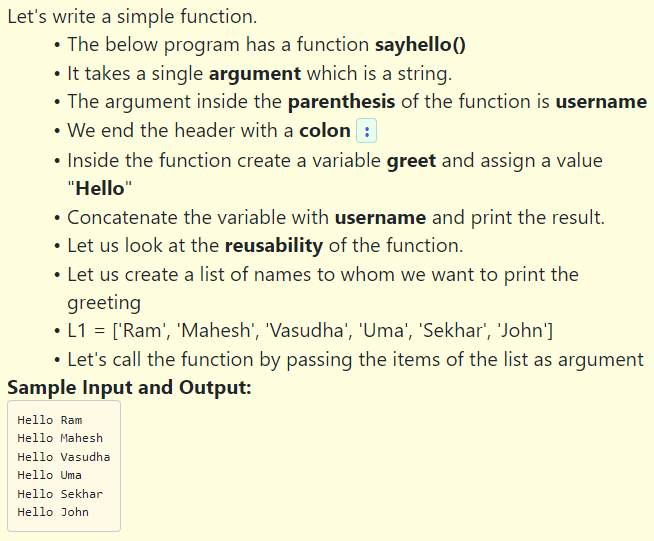 Let's write a simple function.
• The below program has a function sayhello()
• It takes a single argument which is a string.
• The argument inside the parenthesis of the function is username
• We end the header with a colon :
• Inside the function create a variable greet and assign a value
"Hello"
• Concatenate the variable with username and print the result.
• Let us look at the reusability of the function.
• Let us create a list of names to whom we want to print the
greeting
• L1 = ['Ram', 'Mahesh', 'Vasudha', 'Uma', 'Sekhar', 'John']
• Let's call the function by passing the items of the list as argument
Sample Input and Output:
Hello Ram
Hello Mahesh
Hello Vasudha
Hello Uma
Hello Sekhar
Hello John